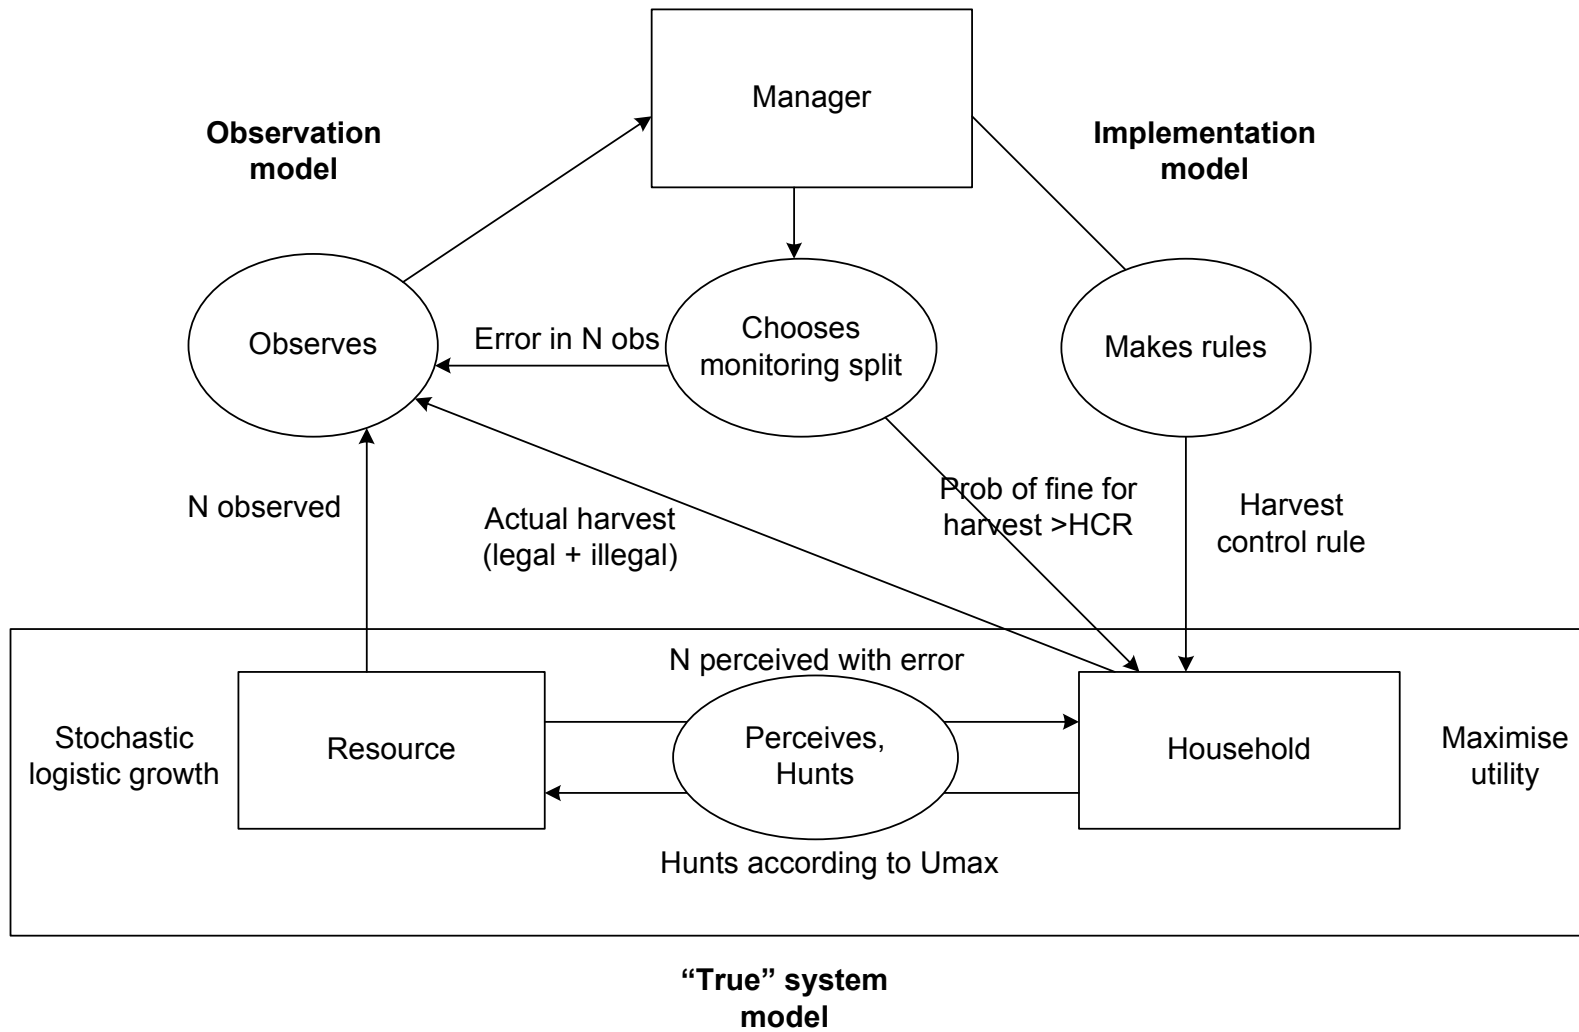 Manager
Observation
model
Implementation
model
Observes
Error in N obs
Chooses
monitoring split
Makes rules
N observed
Actual harvest
(legal + illegal)
Prob of fine for
harvest >HCR
Harvest
control rule
N perceived with error
Stochastic
logistic growth
Resource
Perceives,
Hunts
Household
Maximise
utility
Hunts according to Umax
“True” system
model